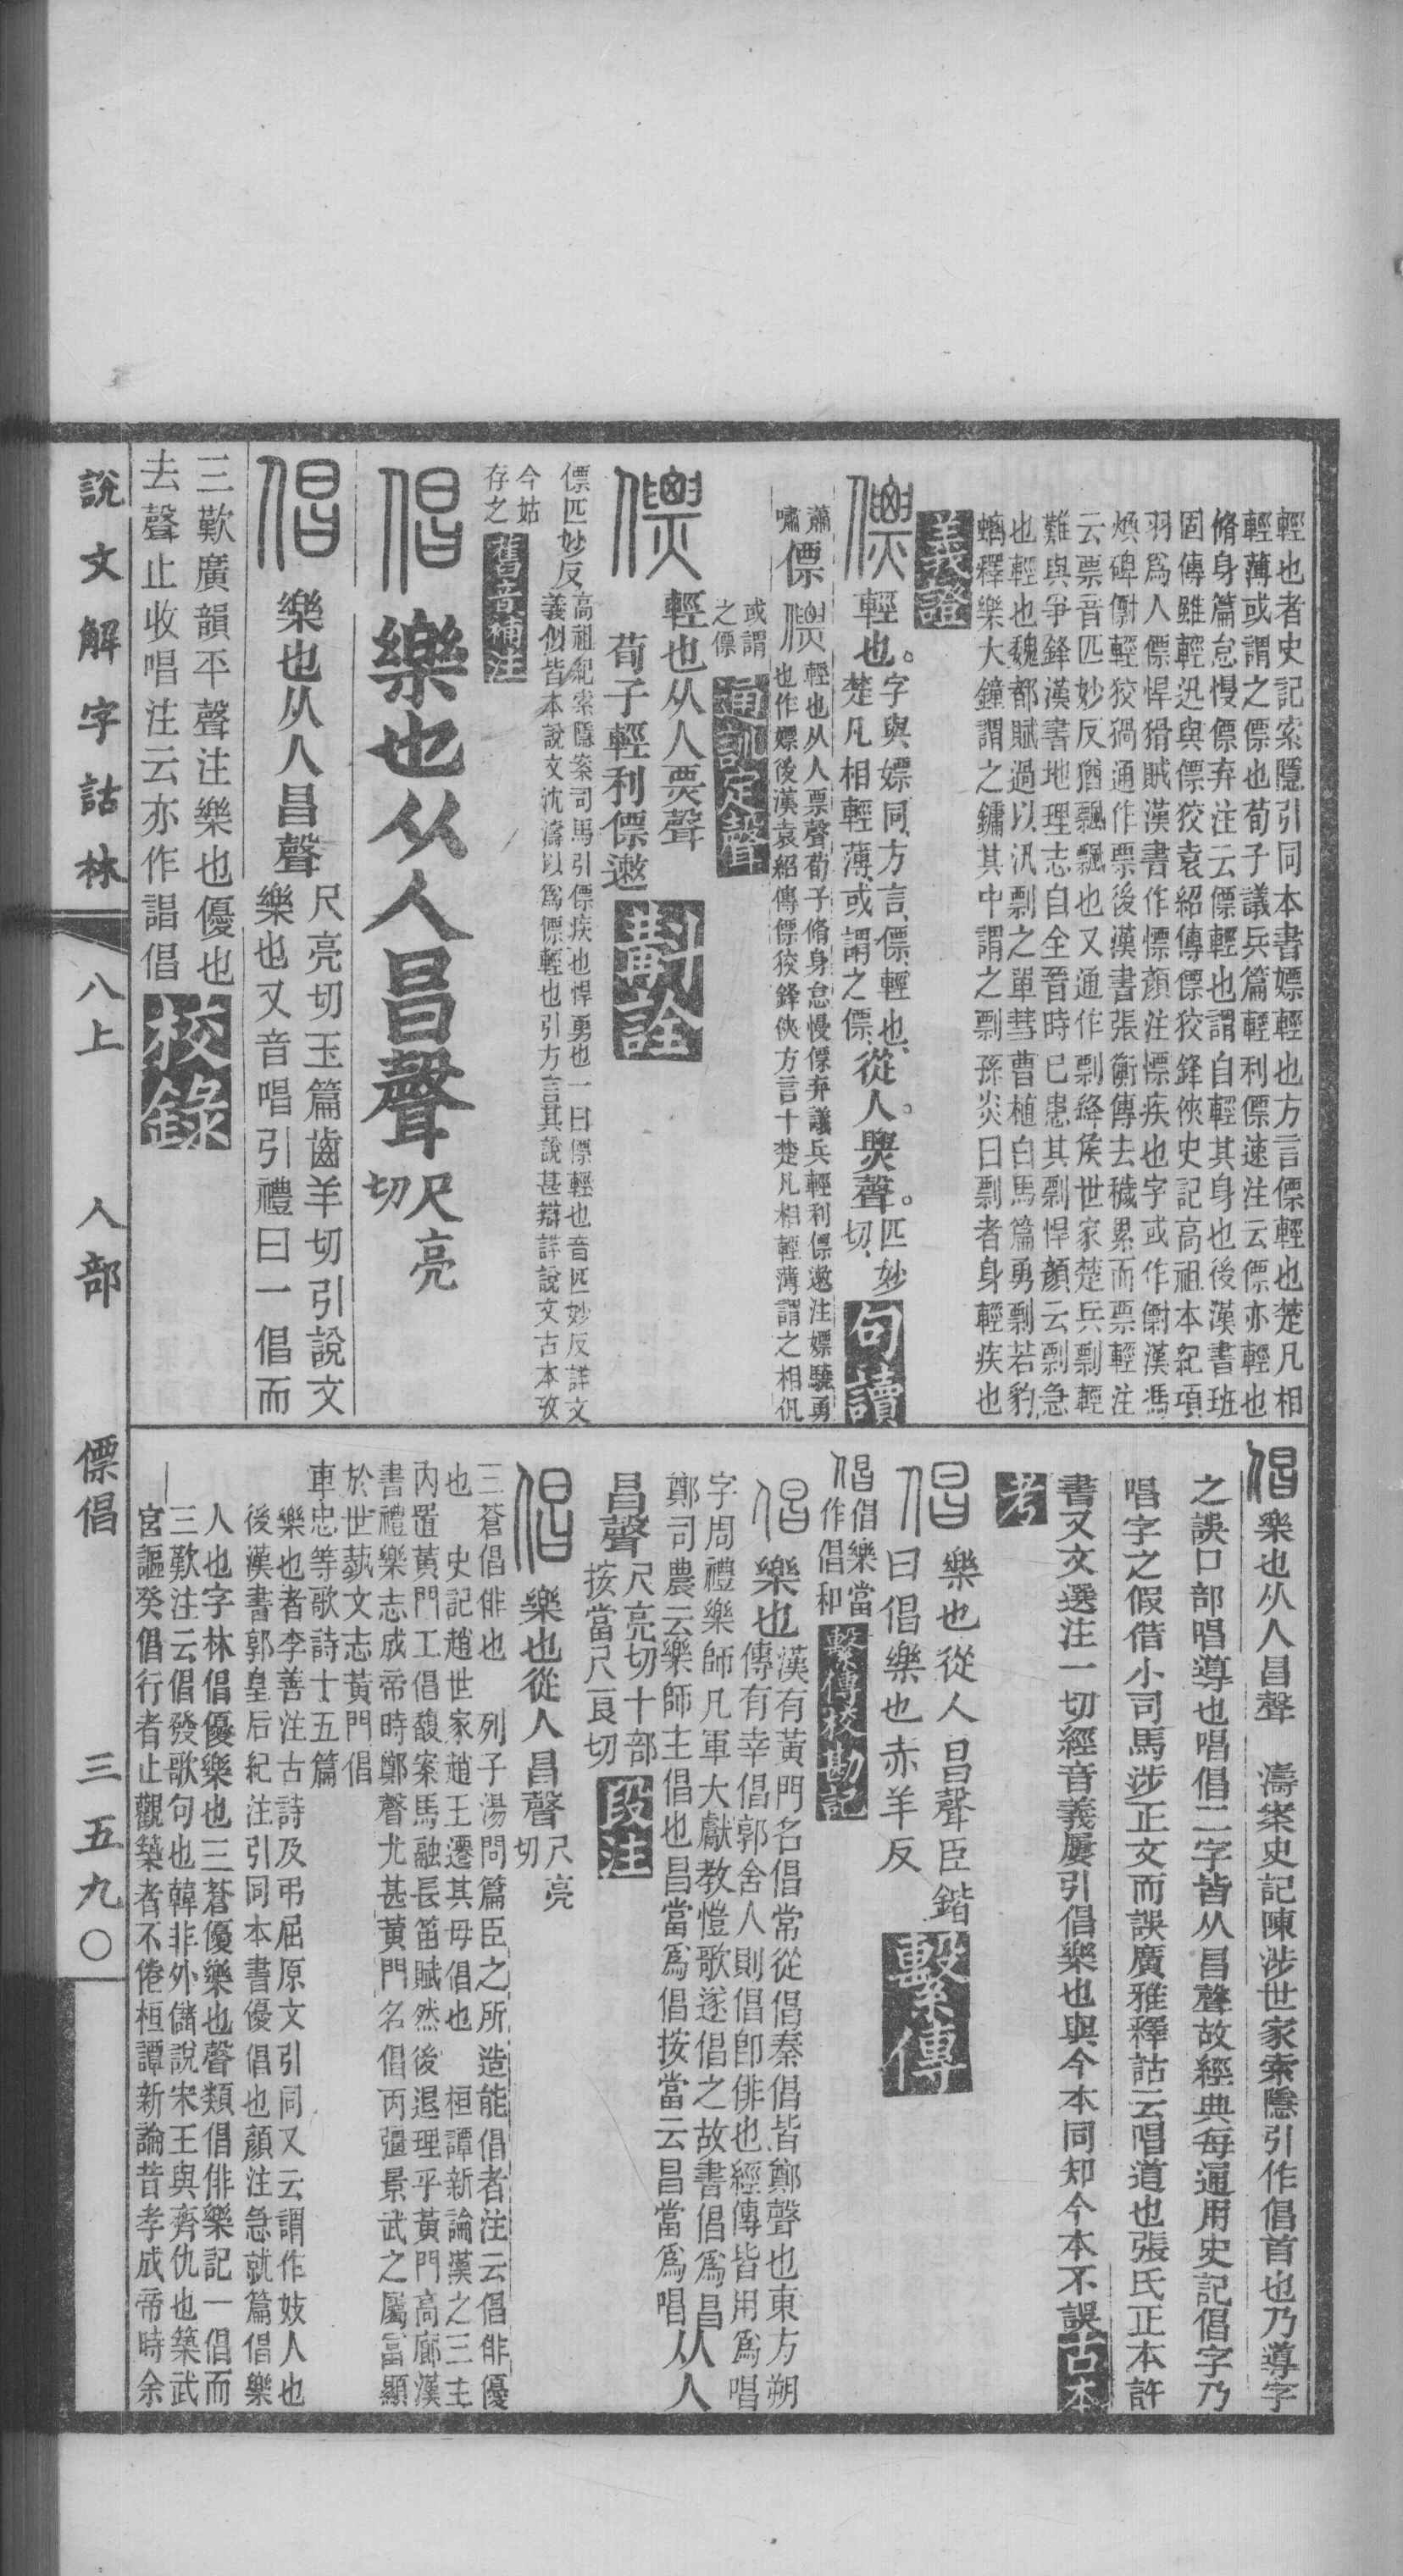 輕也者史記索隱引同本書嫖輕也方言僄輕也楚凡相
輕薄或謂之僄也荀子議兵篇輕利僄速注云僄亦輕也
脩身篇怠慢僄弃注云僄輕也謂自輕其身也後漢書班
固傳雖輕迅與僄狡袁紹傳僄狡鋒俠史記高祖本紀項
羽爲人僄悍猾賊漢書作慓顏注慓疾也字或作
云票音匹妙反猶飄飄也又通作剽絳侯世家楚兵剽輕
難與爭鋒漢書地理志自全晉時已患其剽悍顏云剽急
也輕也魏都賦過以汎剽之單彗曹植白馬篇勇剽若豹
螭釋樂大鐘謂之鏞其中謂之剽孫炎曰剽者身輕疾也
義證
僄 輕也。字與嫖同、方言、僄、輕也、
楚凡相輕薄、或謂之僄、從人。㷠聲。匹妙切、
句讀
蕭嘯
僄 輕也从人票聲荀子脩身怠慢僄弃議兵輕利僄遬注嫖驍勇
也作嫖後漢袁紹傳僄狡鋒俠方言十楚凡相輕薄謂之相仉
或謂之僄
通訓定聲
僄 輕也从人㷠聲
荀子輕利僄遬
斠詮
僄匹妙反高祖紀索隱案司馬引僄疾也悍勇也一曰僄輕也音匹妙反詳文
義似皆本說文沈濤以爲僄輕也引方言其說甚辯詳說文古本攷
今姑存之
舊音補注
倡 樂也从人昌聲尺亮切
倡 樂也从人昌聲尺亮切玉篇齒羊切引說文
樂也又音唱引禮曰一倡而
三歎廣韻平聲注樂也優也
去聲止收唱注云亦作誯倡
校錄
倡 樂也从人昌聲 濤案史記陳涉世家索隱引作倡首也乃導字
之誤口部唱導也唱倡二字皆从昌聲故經典每通用史記倡字乃
唱字之假借小司馬涉正文而誤廣雅釋詁云唱道也張氏正本許
書又文選注一切經音義屢引倡樂也與今本同知今本不誤古本
考
倡 樂也從人昌聲臣鍇
曰倡樂也赤羊反
繫傳
倡 倡樂當作倡和
繫傳校勘記
倡 樂也漢有黃門名倡常從倡秦倡皆鄭聲也東方朔
傳有幸倡郭舍人則倡卽俳也經傳皆用爲唱
字周禮樂師凡軍大獻教愷歌遂倡之故書倡爲昌
鄭司農云樂師主倡也昌當爲倡按當云昌當爲唱从人
昌聲尺亮切十部
按當尺良切
段注
倡 樂也從人昌聲尺亮切
三蒼倡俳也 列子湯問篇臣之所造能倡者注云倡俳優
也 史記趙世家趙王遷其毋倡也 桓譚新論漢之三主
內置黃門工倡馥案馬融長笛賦然後退理乎黃門高廊漢
書禮樂志成帝時鄭聲尤甚黃門名倡丙彊景武之屬富顯
於世蓺文志黃門倡
車忠等歌詩十五篇
樂也者李善注古詩及弔屈原文引同又云謂作妓人也
後漢書郭皇后紀注引同本書優倡也顏注急就篇倡樂
人也字林倡優樂也三蒼優樂也聲類倡俳樂記一倡而
三歎注云倡發歌句也韓非外儲說宋王與齊仇也築武
宮謳癸倡行者止觀築者不倦桓譚新論昔孝成帝時余
說文解字詁林
八上
人部
僄倡
三五九〇